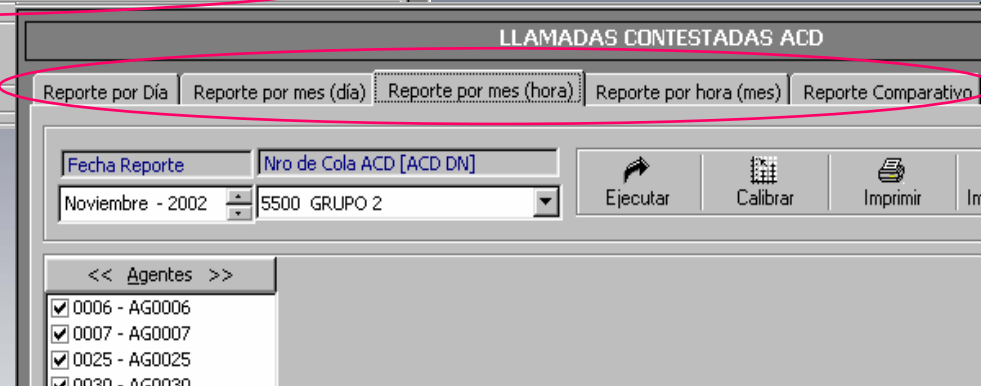 LLAMADAS CONTESTADAS ACD
Reporte por Día Reporte por mes (día) Reporte por mes (hora) Reporte por hora (mes) Reporte Comparativo
Fecha Reporte Nro de Cola ACD [ACD DN]
Noviembre - 2002 5500 GRUPO 2
Ejecutar Calibrar Imprimir
<< Agentes >>
0006 - AG0006
0007 - AG0007
0025 - AG0025
0030 - AG0030